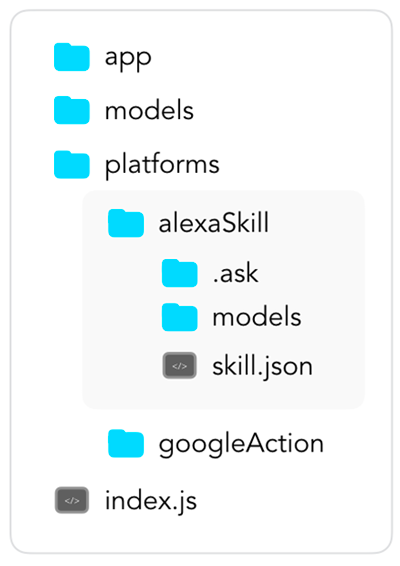 app
models
platforms
alexaSkill
.ask
models
</>
skill.json
googleAction
</>
index.js